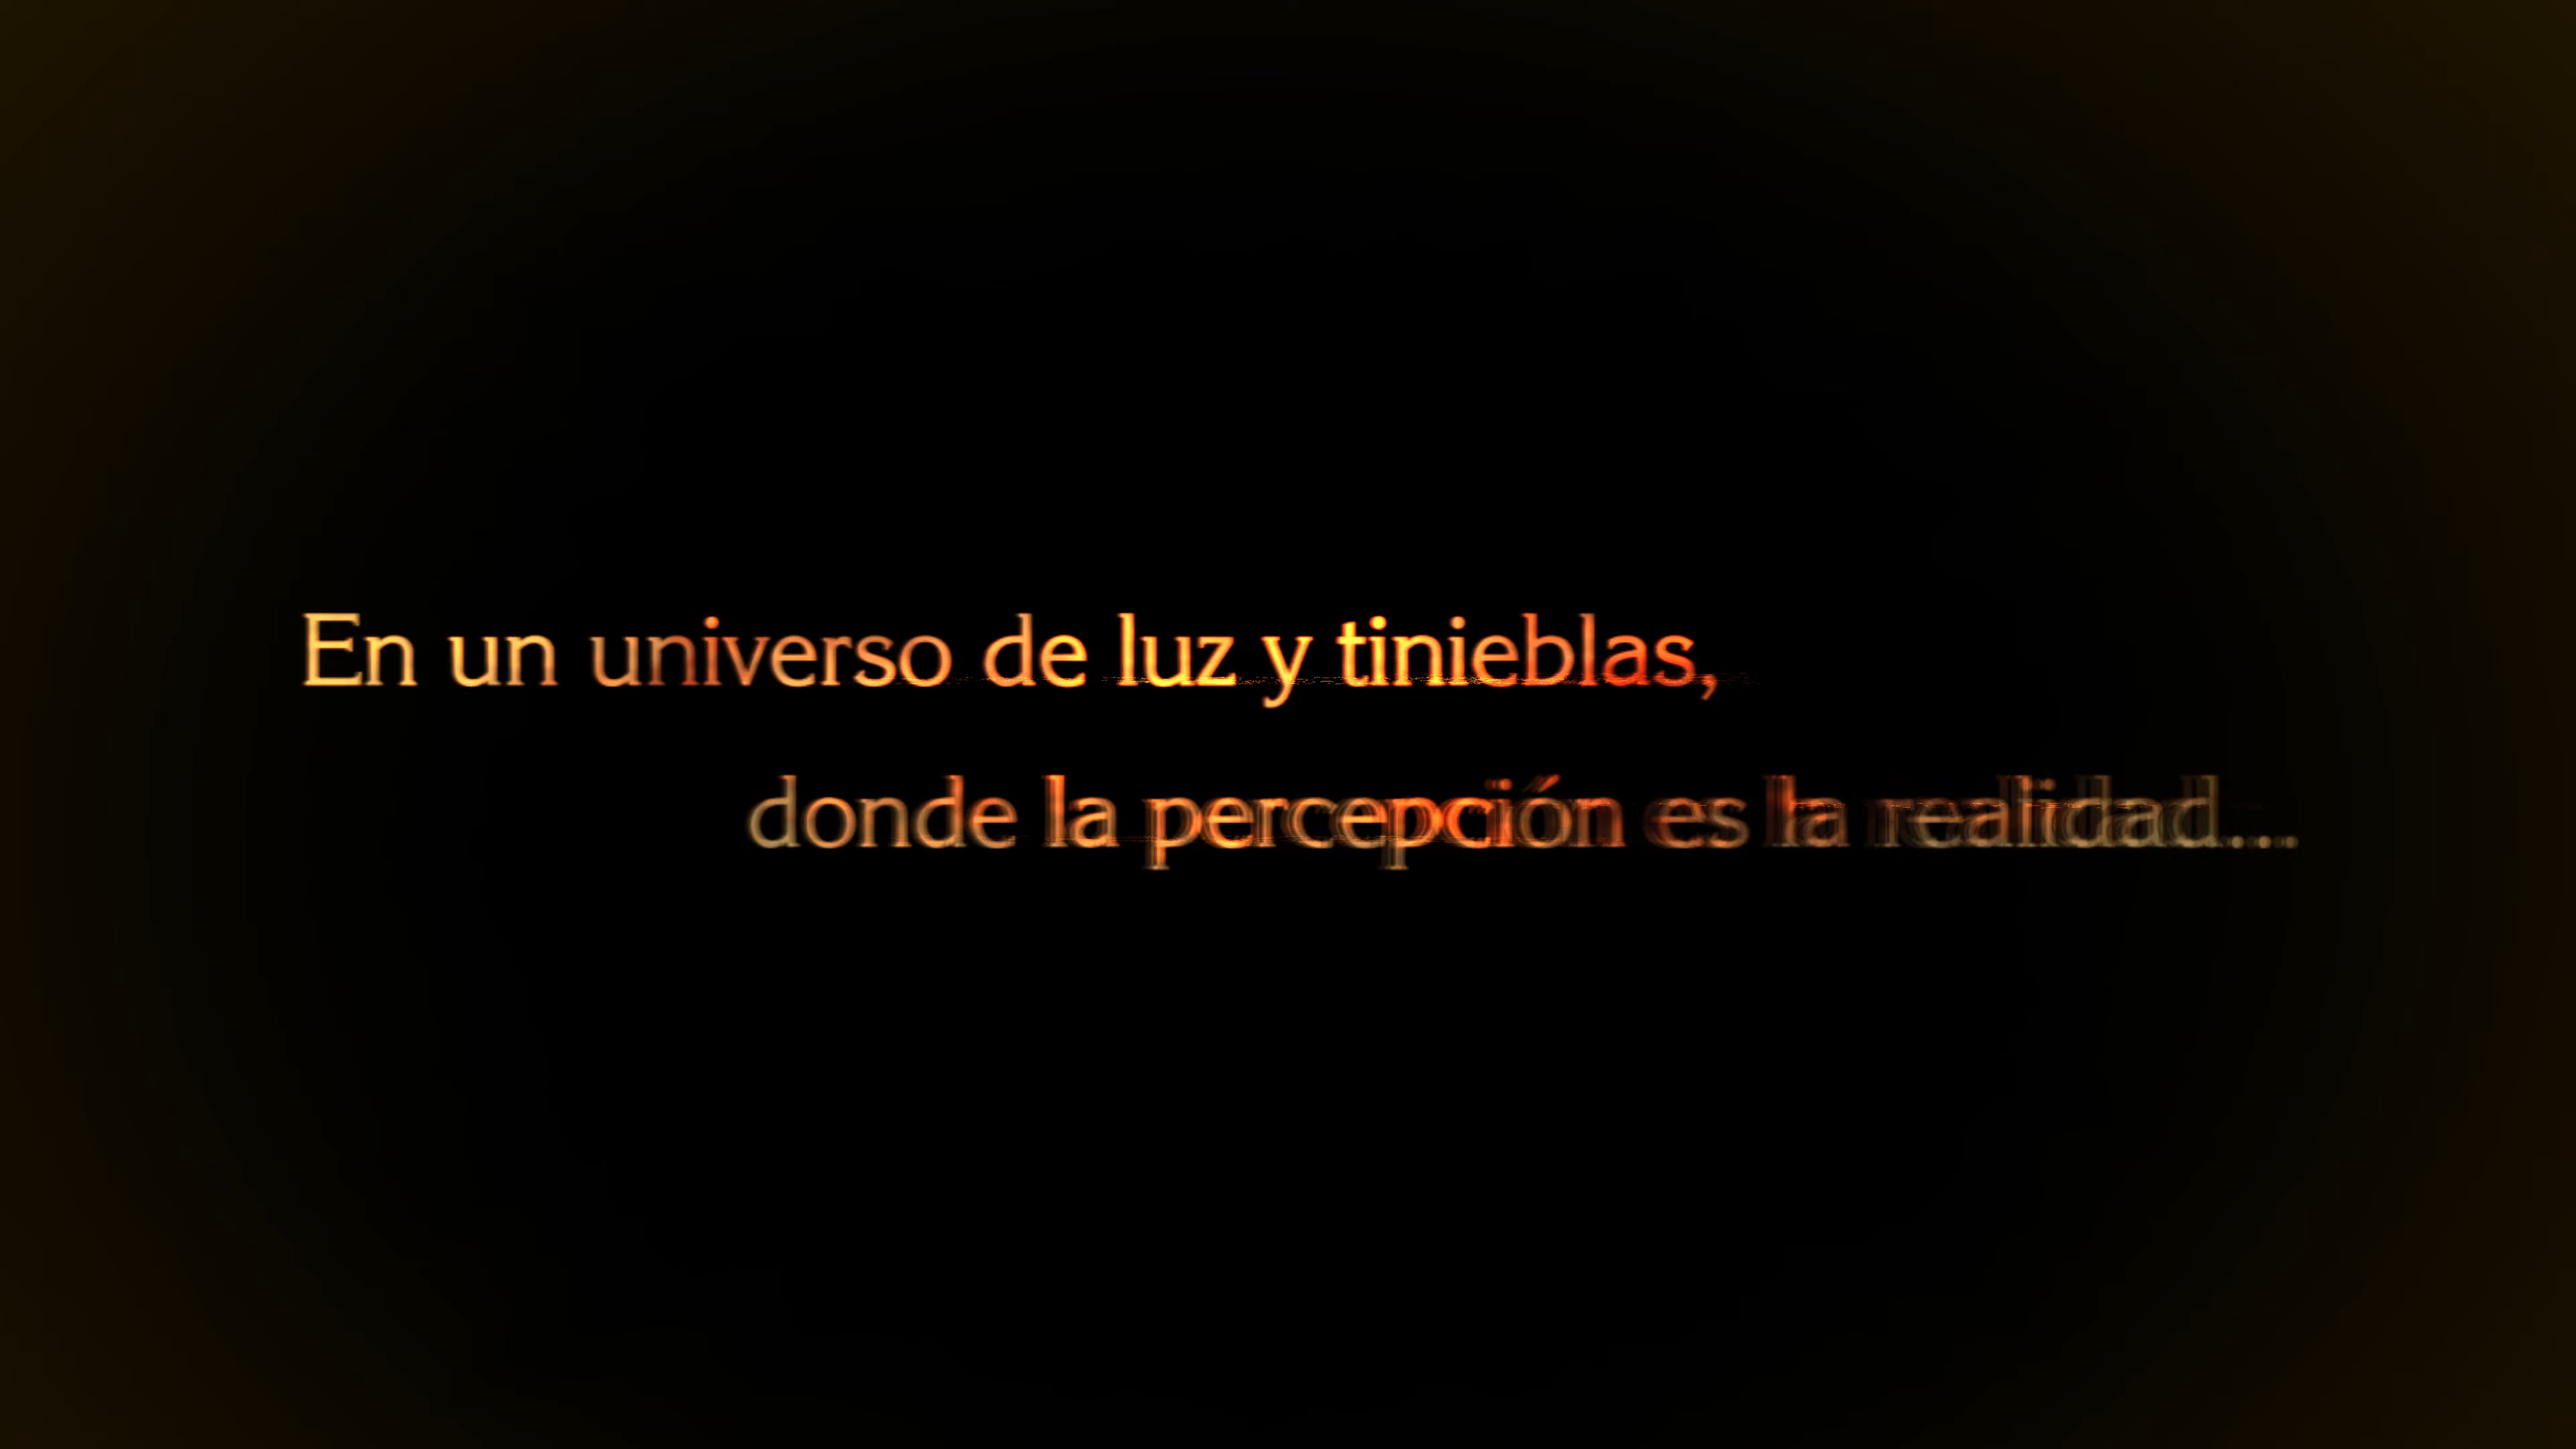 En un universo de luz y tinieblas,
donde la percepción es la realidad...